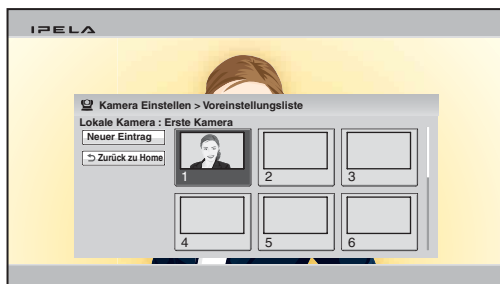 IPELA
Kamera Einstellen > Voreinstellungsliste
Lokale Kamera : Erste Kamera
Neuer Eintrag
Zurück zu Home
1 2 3
4 5 6